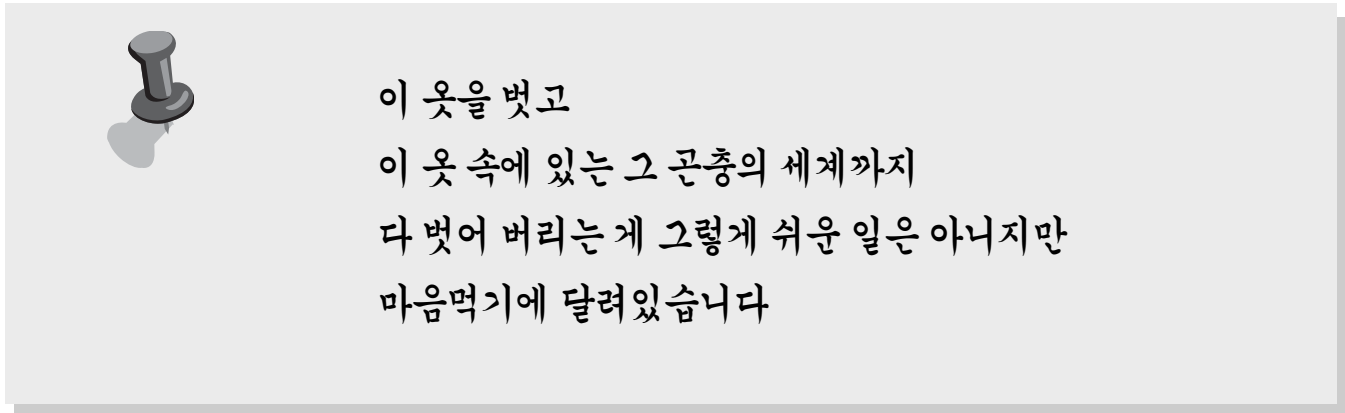 이 옷을 벗고
이 옷 속에 있는 그 곤충의 세계까지
다 벗어 버리는 게 그렇게 쉬운 일은 아니지만
마음먹기에 달려있습니다